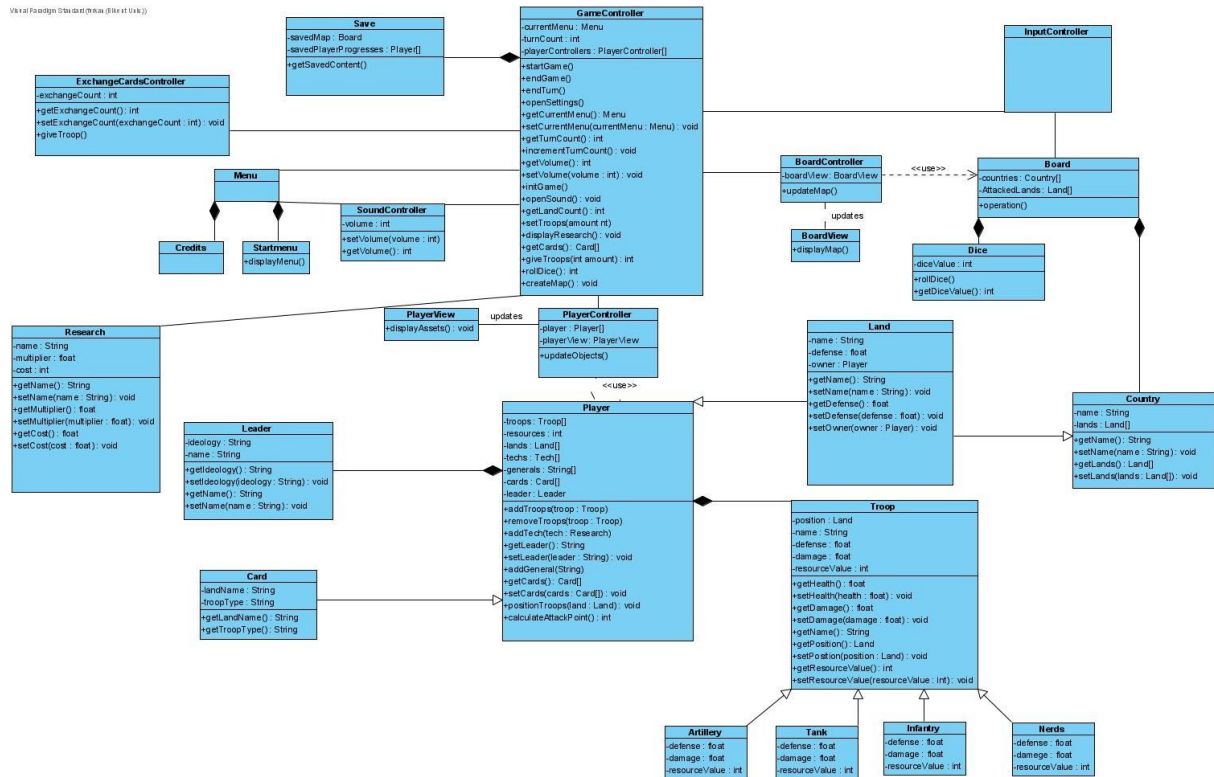 Visual Paradigm Standard(furkan(Bilkent Univ.))
Save
-savedMap : Board
-savedPlayerProgresses : Player[]
+getSavedContent()
GameController
-currentMenu : Menu
-turnCount : int
-playerControllers : PlayerController[]
+startGame()
+endGame()
+endTurn()
+openSettings()
+getCurrentMenu() : Menu
+setCurrentMenu(currentMenu : Menu) : void
+getTurnCount() : int
+incrementTurnCount() : void
+getVolume() : int
+setVolume(volume : int) : void
+intGame()
+openSound() : void
+getLandCount() : int
+setTroops(amount nt)
+displayResearch() : void
+getCards() : Card[]
+giveTroops(int amount) : int
+rollDice() : int
+createMap() : void
InputController
ExchangeCardsController
-exchangeCount : int
+getExchangeCount() : int
+setExchangeCount(exchangeCount : int) : void
+giveTroop()
Menu
Credits
Startmenu
+displayMenu()
SoundController
-volume : int
+setVolume(volume : int)
+getVolume() : int
BoardController
-boardView : BoardView
+updateMap()
<<use>>
updates
BoardView
+displayMap()
Board
-countries : Country[]
-AttackedLands : Land[]
+operation()
Dice
-diceValue : int
+rollDice()
+getDiceValue() : int
Research
-name : String
-multiplier : float
-cost : int
+getName() : String
+setName(name : String) : void
+getMultiplier() : float
+setMultiplier(multiplier : float) : void
+getCost() : float
+setCost(cost : float) : void
PlayerView
+displayAssets() : void
updates
PlayerController
-player : Player[]
-playerView : PlayerView
+updateObjects()
<<use>>
Land
-name : String
-defense : float
-owner : Player
+getName() : String
+setName(name : String) : void
+getDefense() : float
+setDefense(defense : float) : void
+setOwner(owner : Player) : void
Country
-name : String
-lands : Land[]
+getName() : String
+setName(name : String) : void
+getLands() : Land[]
+setLands(lands : Land[]) : void
Leader
-ideology : String
-name : String
+getIdeology() : String
+setIdeology(ideology : String) : void
+getName() : String
+setName(name : String) : void
Player
-troops : Troop[]
-resources : int
-lands : Land[]
-techs : Tech[]
-generals : String[]
-cards : Card[]
-leader : Leader
+addTroops(troop : Troop)
+removeTroops(troop : Troop)
+addTech(tech : Research)
+getLeader() : String
+setLeader(leader : String) : void
+addGeneral(String)
+getCards() : Card[]
+setCards(cards : Card[]) : void
+positionTroops(land : Land) : void
+calculateAttackPoint() : int
Card
-landName : String
-troopType : String
+getLandName() : String
+getTroopType() : String
Troop
-position : Land
-name : String
-defense : float
-damage : float
-resourceValue : int
+getHealth() : float
+setHealth(health : float) : void
+getDamage() : float
+setDamage(damage : float) : void
+getName() : String
+getPosition() : Land
+setPosition(position : Land) : void
+getResourceValue() : int
+setResourceValue(resourceValue : int) : void
Artillery
-defense : float
-damage : float
-resourceValue : int
Tank
-defense : float
-damage : float
-resourceValue : int
Infantry
-defense : float
-damage : float
-resourceValue : int
Nerds
-defense : float
-damege : float
-resourceValue : int